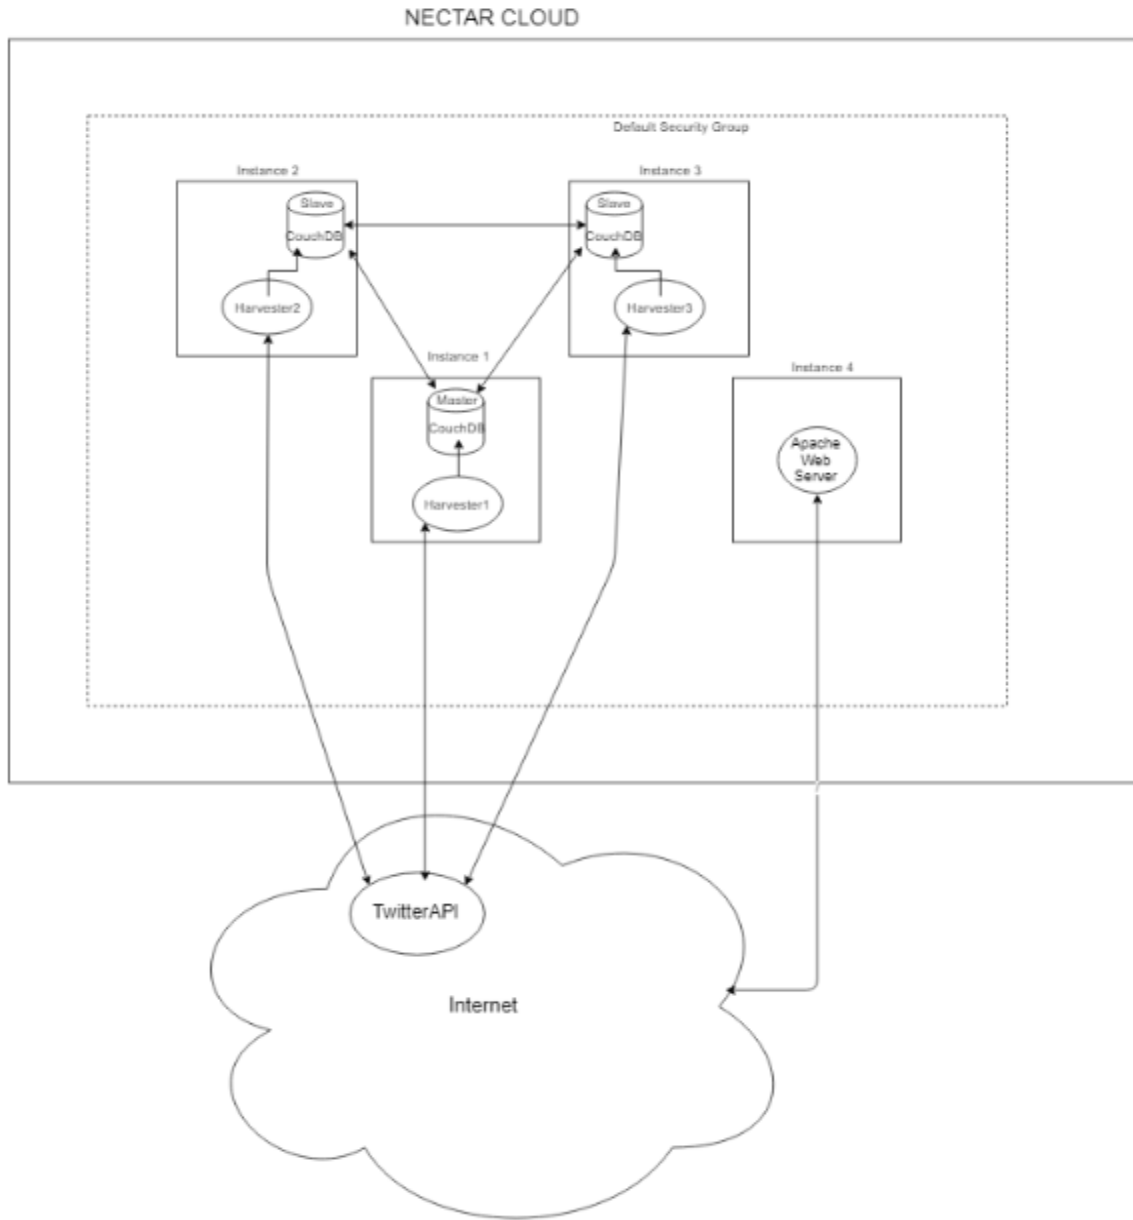 NECTAR CLOUD
Default Security Group
Instance 2
Slave
CouchDB
Harvester2
Instance 3
Slave
CouchDB
Harvester3
Instance 1
Master
CouchDB
Harvester1
Instance 4
Apache
Web
Server
TwitterAPI
Internet